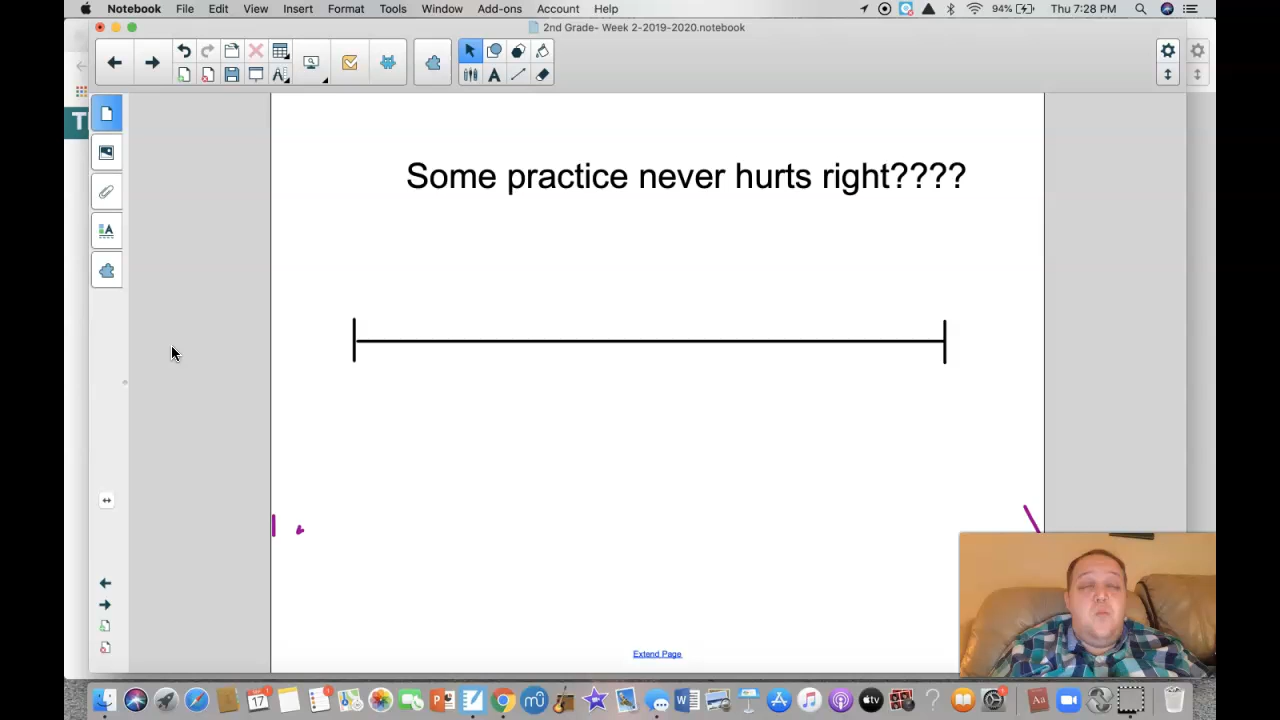 Notebook File Edit View Insert Format Tools Window Add-ons Account Help 94% Thu 7:28 PM
2nd Grade- Week 2-2019-2020.notebook
T
Some practice never hurts right????
Extend Page
17